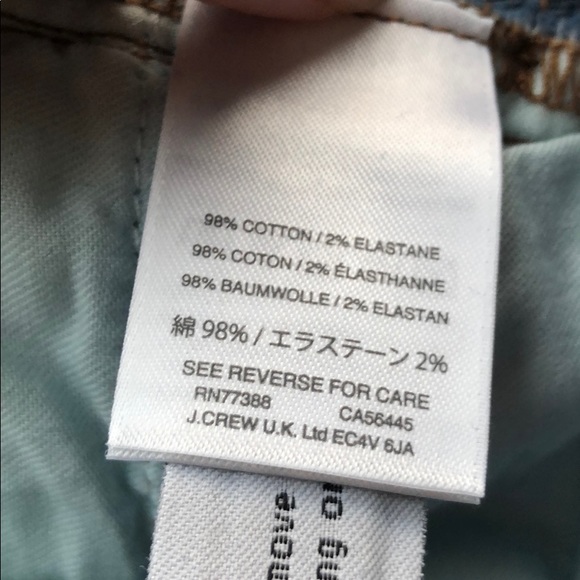 98% COTTON / 2% ELASTANE
98% COTON / 2% ÉLASTHANNE
98% BAUMWOLLE / 2% ELASTAN
綿 98% / エラステーン 2%
SEE REVERSE FOR CARE
RN77388 CA56445
J.CREW U.K. Ltd EC4V 6JA